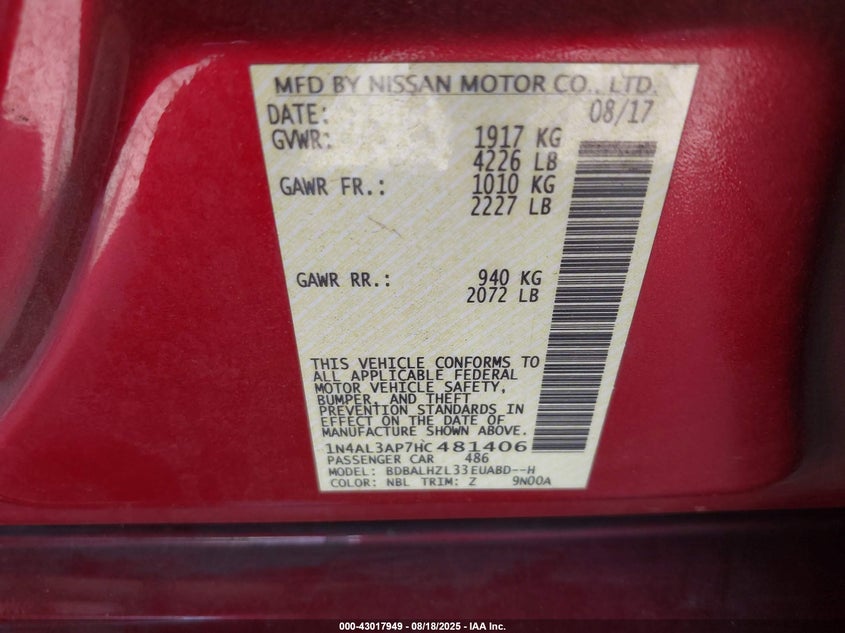 MFD BY NISSAN MOTOR CO., LTD.
DATE: 08/17
GVWR: 1917 KG
4226 LB
GAWR FR.: 1010 KG
2227 LB
GAWR RR.: 940 KG
2072 LB
THIS VEHICLE CONFORMS TO
ALL APPLICABLE FEDERAL
MOTOR VEHICLE SAFETY,
BUMPER, AND THEFT
PREVENTION STANDARDS IN
EFFECT ON THE DATE OF
MANUFACTURE SHOWN ABOVE.
1N4AL3AP7HC481406
PASSENGER CAR 486
MODEL: BDBALHZL33EUABD--H
COLOR: NBL TRIM: Z 9N00A
000-43017949 - 08/18/2025 - IAA Inc.